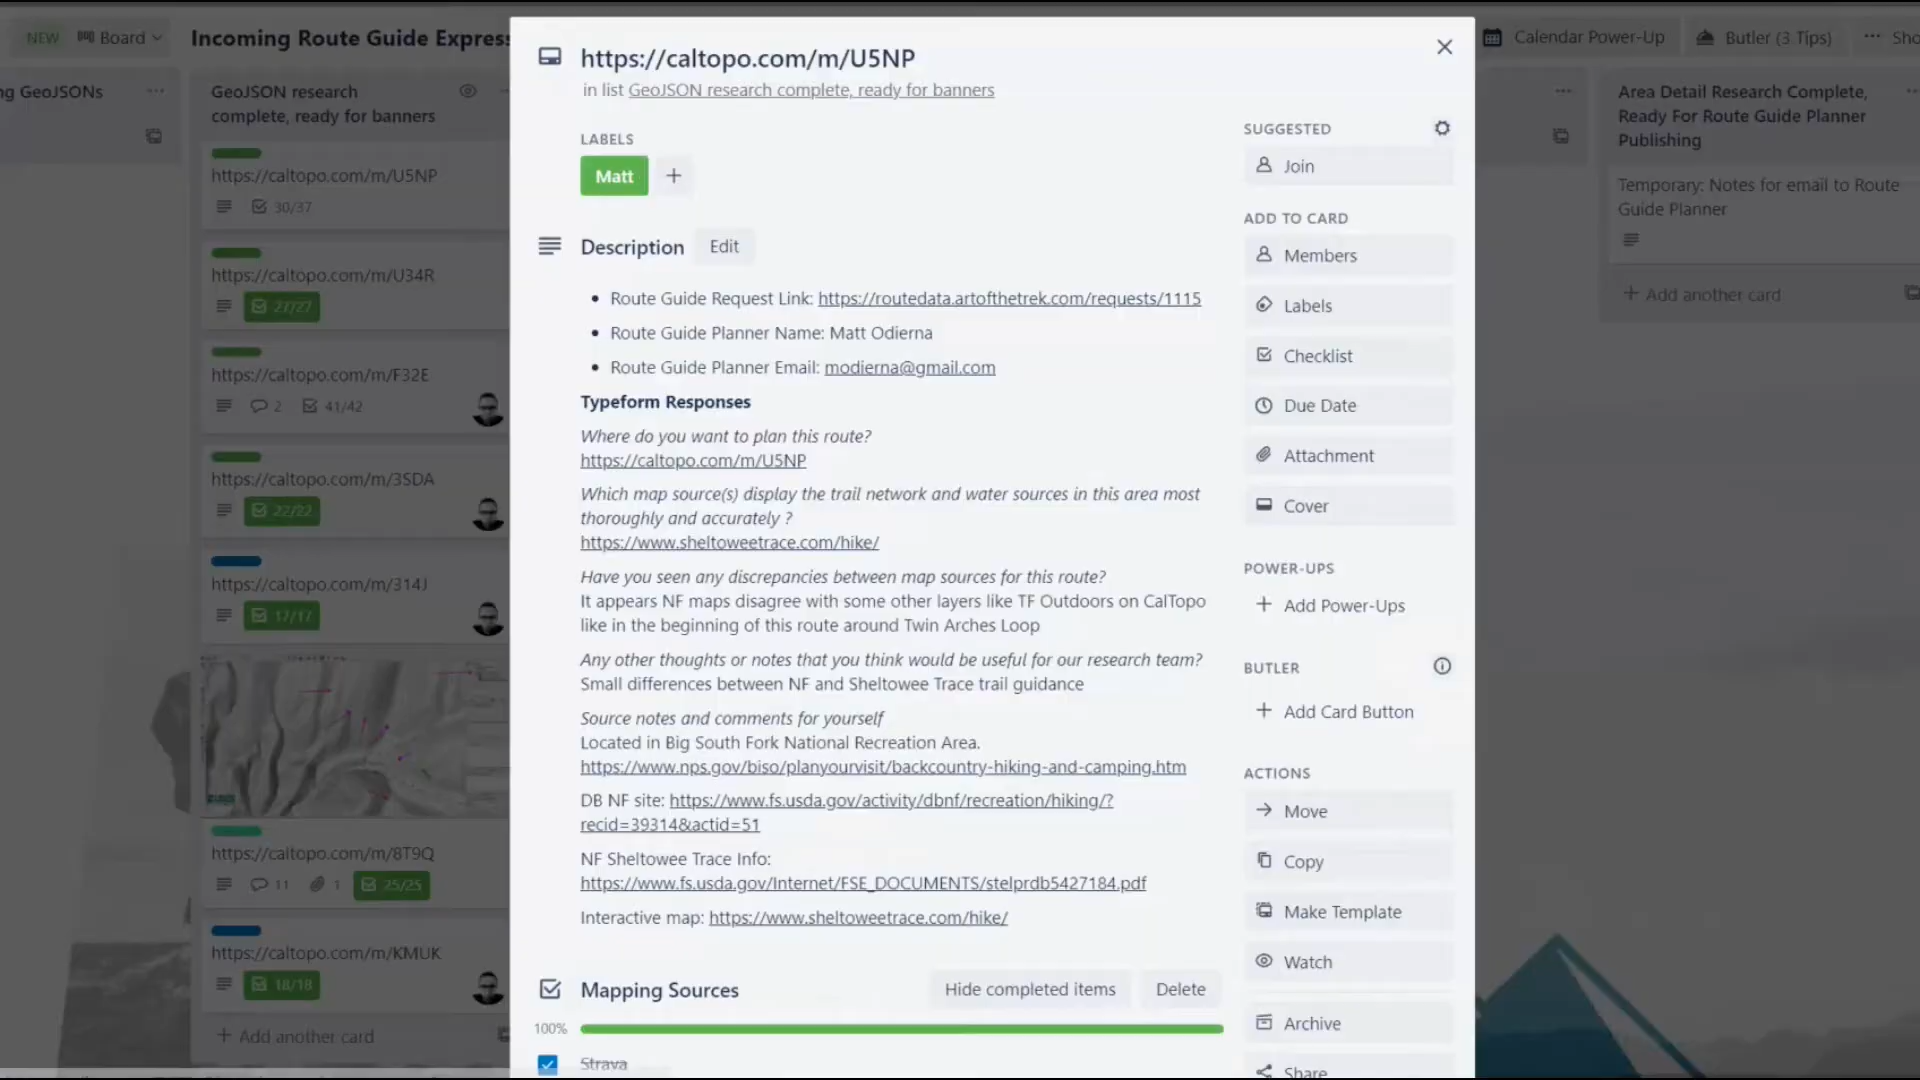 NEW Board
Incoming Route Guide Express
Calendar Power-Up
Butler (3 Tips)
Sho
ng GeoJSONs
GeoJSON research
complete, ready for banners
https://caltopo.com/m/U5NP
30/37
https://caltopo.com/m/U34R
27/27
https://caltopo.com/m/F32E
2 41/42
https://caltopo.com/m/3SDA
22/22
https://caltopo.com/m/314J
17/17
https://caltopo.com/m/8T9Q
11 1 25/25
https://caltopo.com/m/KMUK
18/18
+ Add another card
https://caltopo.com/m/U5NP
in list GeoJSON research complete, ready for banners
LABELS
Matt +
Description Edit
• Route Guide Request Link: https://routedata.artofthetrek.com/requests/1115
• Route Guide Planner Name: Matt Odierna
• Route Guide Planner Email: modierna@gmail.com
Typeform Responses
Where do you want to plan this route?
https://caltopo.com/m/U5NP
Which map source(s) display the trail network and water sources in this area most
thoroughly and accurately ?
https://www.sheltoweetrace.com/hike/
Have you seen any discrepancies between map sources for this route?
It appears NF maps disagree with some other layers like TF Outdoors on CalTopo
like in the beginning of this route around Twin Arches Loop
Any other thoughts or notes that you think would be useful for our research team?
Small differences between NF and Sheltowee Trace trail guidance
Source notes and comments for yourself
Located in Big South Fork National Recreation Area.
https://www.nps.gov/biso/planyourvisit/backcountry-hiking-and-camping.htm
DB NF site: https://www.fs.usda.gov/activity/dbnf/recreation/hiking/?
recid=39314&actid=51
NF Sheltowee Trace Info:
https://www.fs.usda.gov/Internet/FSE_DOCUMENTS/stelprdb5427184.pdf
Interactive map: https://www.sheltoweetrace.com/hike/
Mapping Sources
Hide completed items
Delete
100%
Strava
SUGGESTED
Join
ADD TO CARD
Members
Labels
Checklist
Due Date
Attachment
Cover
POWER-UPS
+ Add Power-Ups
BUTLER
+ Add Card Button
ACTIONS
Move
Copy
Make Template
Watch
Archive
Share
Area Detail Research Complete,
Ready For Route Guide Planner
Publishing
Temporary: Notes for email to Route
Guide Planner
+ Add another card